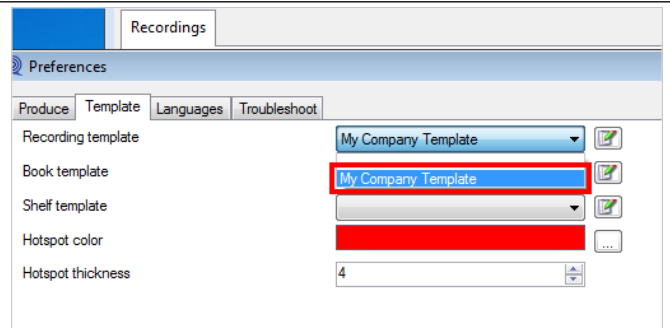 Recordings
Preferences
Produce Template Languages Troubleshoot
Recording template My Company Template
Book template My Company Template
Shelf template
Hotspot color ...
Hotspot thickness 4